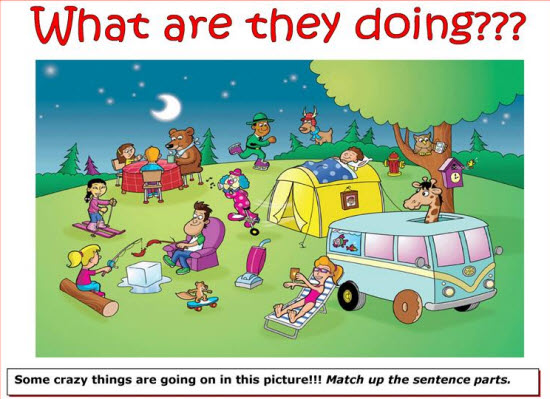 What are they doing???
Some crazy things are going on in this picture!!! Match up the sentence parts.